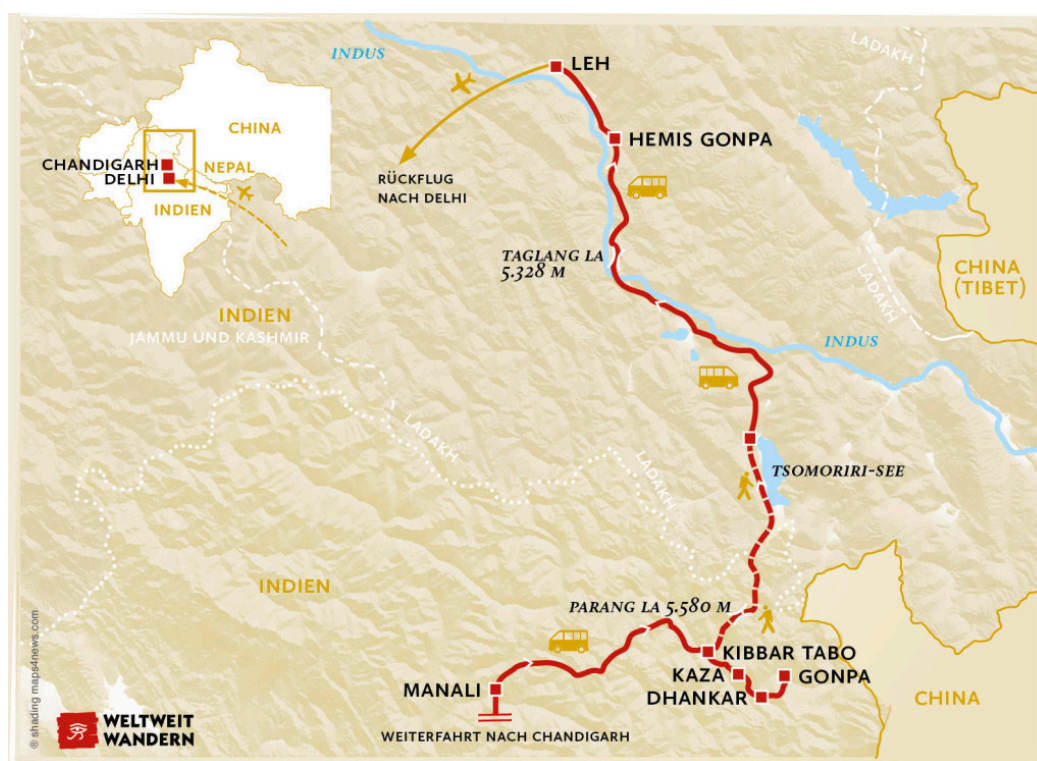 INDUS
LEH
LADAKH
CHINA
HEMIS GONPA
CHANDIGARH
NEPAL
DELHI
RÜCKFLUG
NACH DELHI
INDIEN
TAGLANG LA
5.328 M
CHINA
(TIBET)
LADAKH
INDIEN
JAMMU UND KASHMIR
INDUS
LADAKH
LADAKH
TSOMORIRI-SEE
INDIEN
PARANG LA 5.580 M
KIBBAR TABO
KAZA
GONPA
MANALI
DHANKAR
CHINA
WEITERFAHRT NACH CHANDIGARH
WELTWEIT
WANDERN
® shading maps4news.com